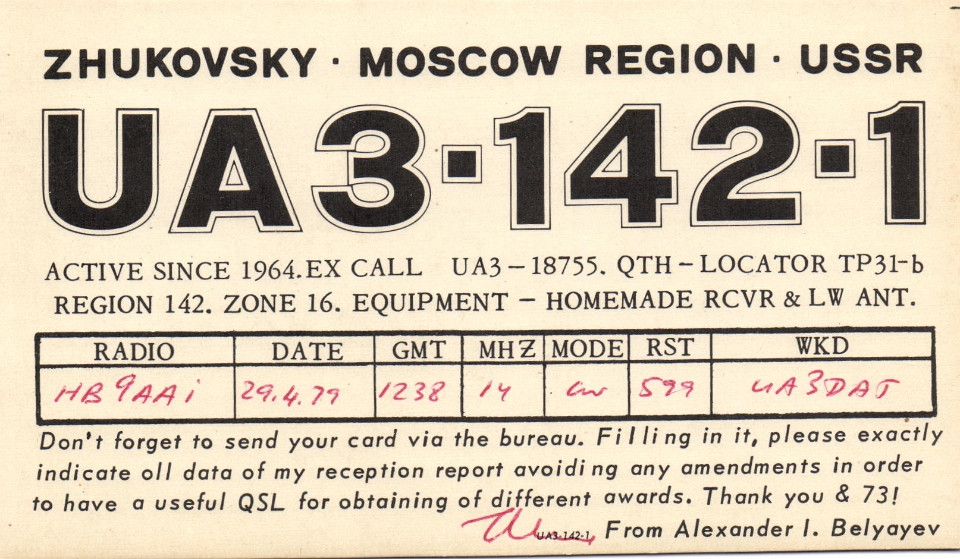 ZHUKOVSKY · MOSCOW REGION · USSR
UA3·142·1
ACTIVE SINCE 1964. EX CALL UA3–18755. QTH–LOCATOR TP31-b
REGION 142. ZONE 16. EQUIPMENT – HOMEMADE RCVR & LW ANT.
RADIO DATE GMT MHZ MODE RST WKD
HB9AAi 29.4.79 1238 14 cw 599 UA3DAT
Don't forget to send your card via the bureau. Filling in it, please exactly
indicate oll data of my reception report avoiding any amendments in order
to have a useful QSL for obtaining of different awards. Thank you & 73!
UA3-142-1 From Alexander I. Belyayev